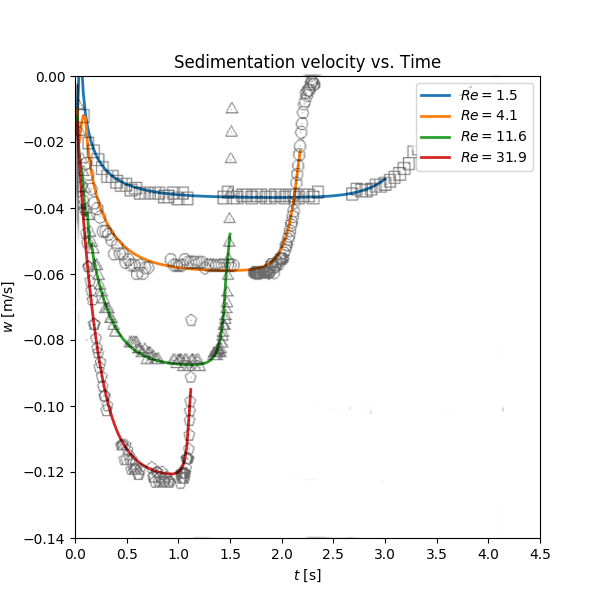 Sedimentation velocity vs. Time
0.00
−0.02
−0.04
−0.06
−0.08
−0.10
−0.12
−0.14
w [m/s]
Re = 1.5
Re = 4.1
Re = 11.6
Re = 31.9
0.0 0.5 1.0 1.5 2.0 2.5 3.0 3.5 4.0 4.5
t [s]